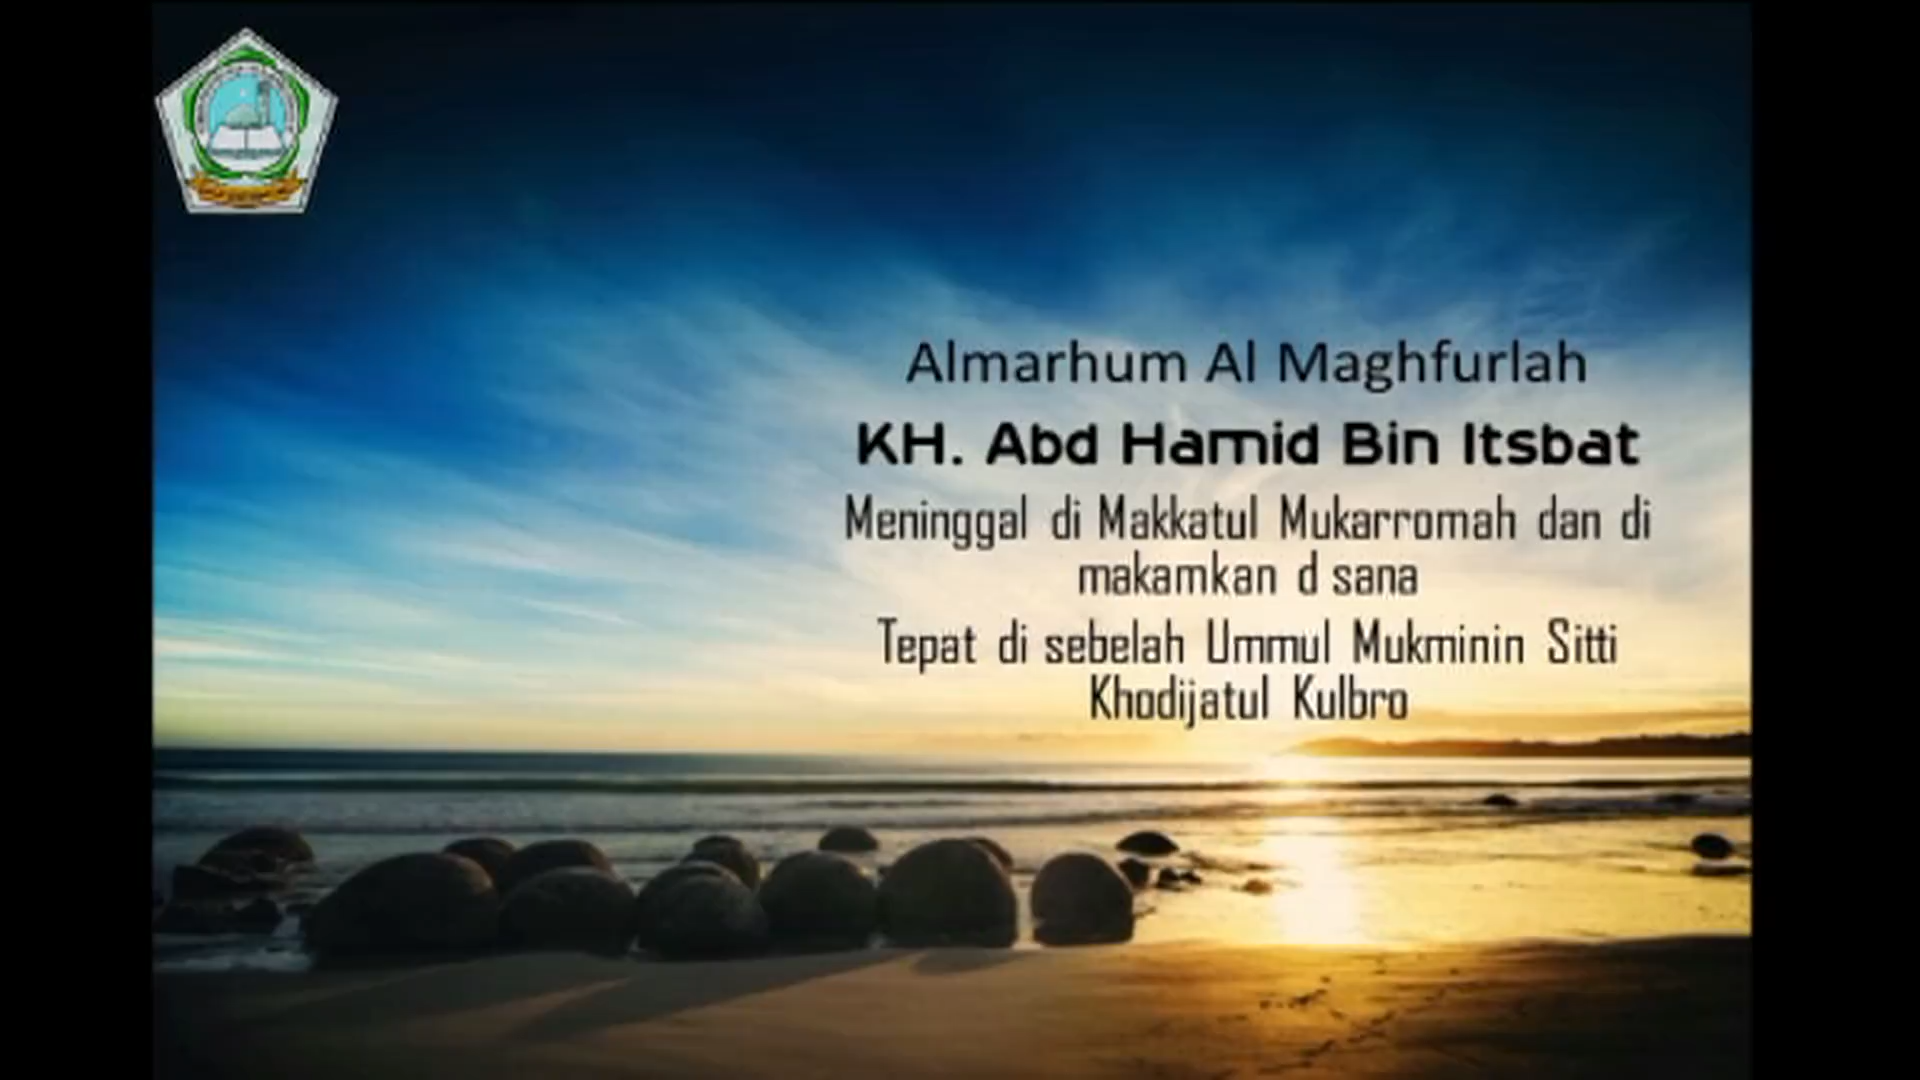 Almarhum Al Maghfurlah
KH. Abd Hamid Bin Itsbat
Meninggal di Makkatul Mukarromah dan di
makamkan d sana
Tepat di sebelah Ummul Mukminin Sitti
Khodijatul Kulbro